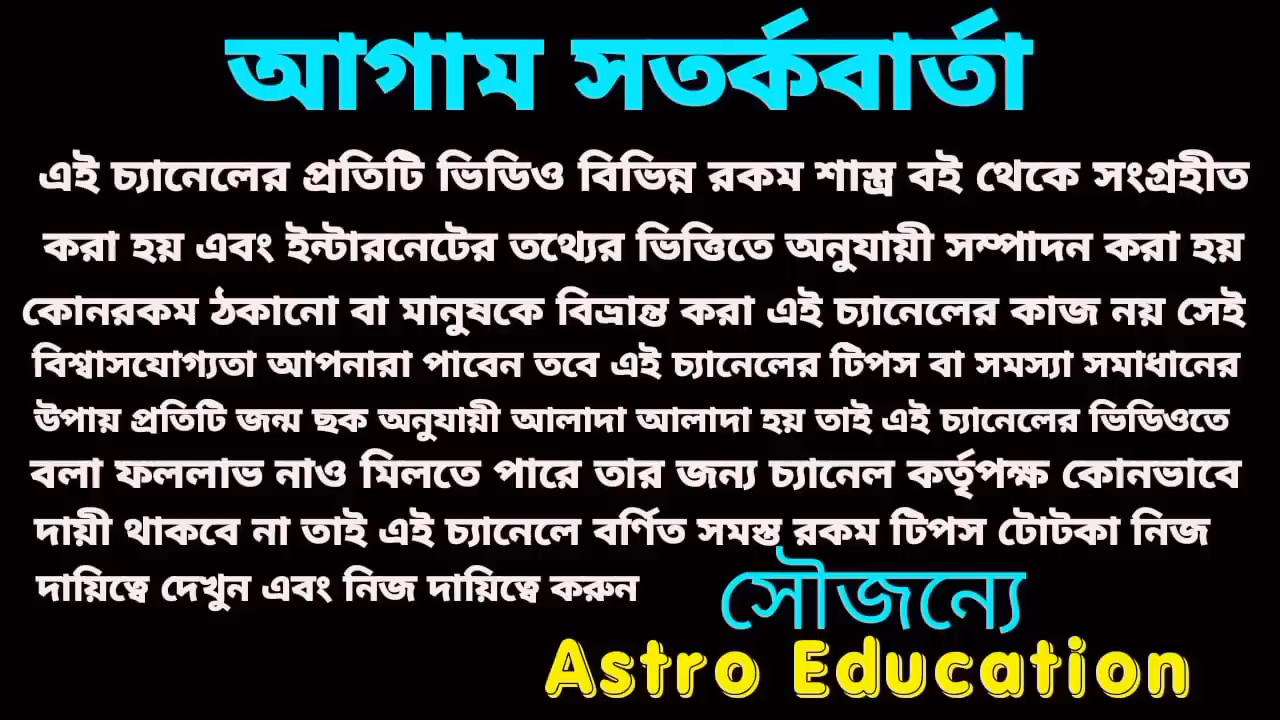 আগাম সতর্কবার্তা
এই চ্যানেলের প্রতিটি ভিডিও বিভিন্ন রকম শাস্ত্র বই থেকে সংগ্রহীত
করা হয় এবং ইন্টারনেটের তথ্যের ভিত্তিতে অনুযায়ী সম্পাদন করা হয়
কোনরকম ঠকানো বা মানুষকে বিভ্রান্ত করা এই চ্যানেলের কাজ নয় সেই
বিশ্বাসযোগ্যতা আপনারা পাবেন তবে এই চ্যানেলের টিপস বা সমস্যা সমাধানের
উপায় প্রতিটি জন্ম ছক অনুযায়ী আলাদা আলাদা হয় তাই এই চ্যানেলের ভিডিওতে
বলা ফললাভ নাও মিলতে পারে তার জন্য চ্যানেল কর্তৃপক্ষ কোনভাবে
দায়ী থাকবে না তাই এই চ্যানেলে বর্ণিত সমস্ত রকম টিপস টোটকা নিজ
দায়িত্বে দেখুন এবং নিজ দায়িত্বে করুন
সৌজন্যে
Astro Education